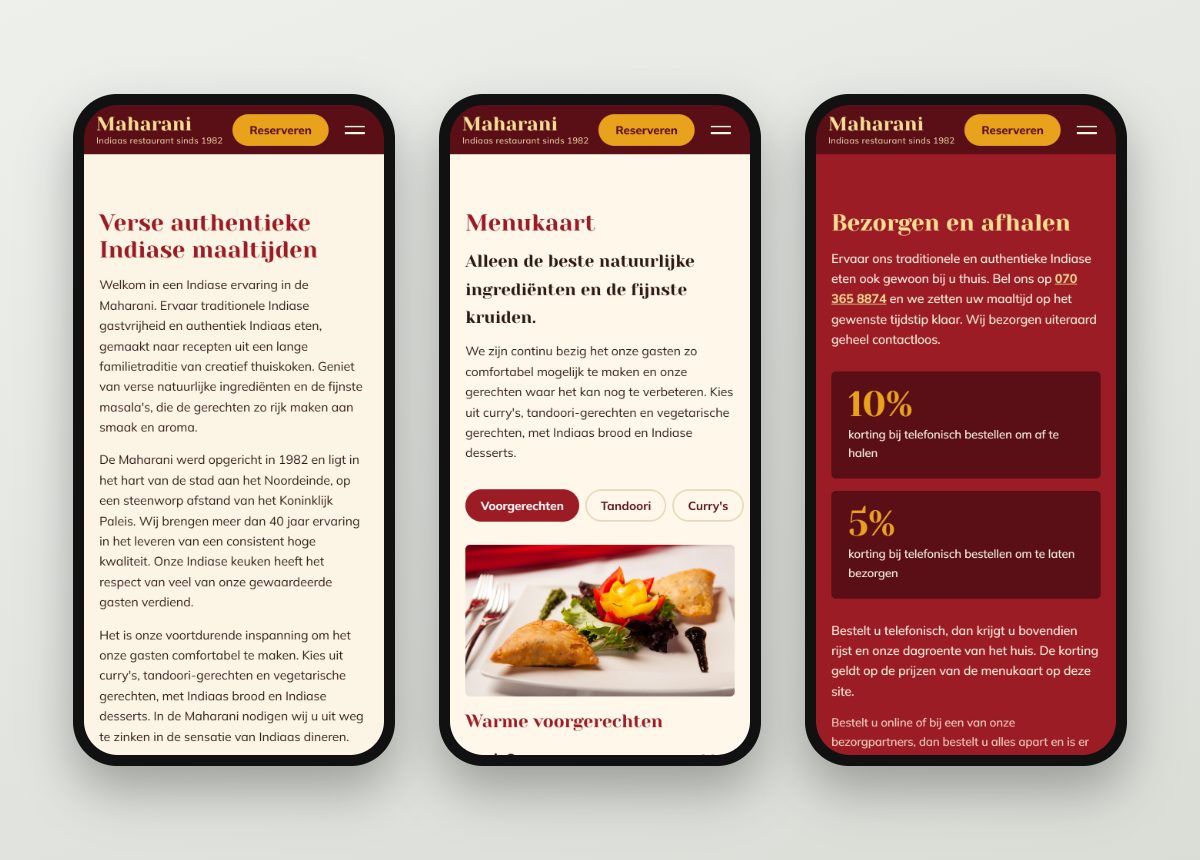 Maharani
Indiaas restaurant sinds 1982
Reserveren
Verse authentieke
Indiase maaltijden
Welkom in een Indiase ervaring in de
Maharani. Ervaar traditionele Indiase
gastvrijheid en authentiek Indiaas eten,
gemaakt naar recepten uit een lange
familietraditie van creatief thuiskoken. Geniet
van verse natuurlijke ingrediënten en de fijnste
masala's, die de gerechten zo rijk maken aan
smaak en aroma.
De Maharani werd opgericht in 1982 en ligt in
het hart van de stad aan het Noordeinde, op
een steenworp afstand van het Koninklijk
Paleis. Wij brengen meer dan 40 jaar ervaring
in het leveren van een consistent hoge
kwaliteit. Onze Indiase keuken heeft het
respect van veel van onze gewaardeerde
gasten verdiend.
Het is onze voortdurende inspanning om het
onze gasten comfortabel te maken. Kies uit
curry's, tandoori-gerechten en vegetarische
gerechten, met Indiaas brood en Indiase
desserts. In de Maharani nodigen wij u uit weg
te zinken in de sensatie van Indiaas dineren.
Maharani
Indiaas restaurant sinds 1982
Reserveren
Menukaart
Alleen de beste natuurlijke
ingrediënten en de fijnste
kruiden.
We zijn continu bezig het onze gasten zo
comfortabel mogelijk te maken en onze
gerechten waar het kan nog te verbeteren. Kies
uit curry's, tandoori-gerechten en vegetarische
gerechten, met Indiaas brood en Indiase
desserts.
Voorgerechten
Tandoori
Curry's
Warme voorgerechten
Maharani
Indiaas restaurant sinds 1982
Reserveren
Bezorgen en afhalen
Ervaar ons traditionele en authentieke Indiase
eten ook gewoon bij u thuis. Bel ons op 070
365 8874 en we zetten uw maaltijd op het
gewenste tijdstip klaar. Wij bezorgen uiteraard
geheel contactloos.
10%
korting bij telefonisch bestellen om af te
halen
5%
korting bij telefonisch bestellen om te laten
bezorgen
Bestelt u telefonisch, dan krijgt u bovendien
rijst en onze dagroente van het huis. De korting
geldt op de prijzen van de menukaart op deze
site.
Bestelt u online of bij een van onze
bezorgpartners, dan bestelt u alles apart en is er